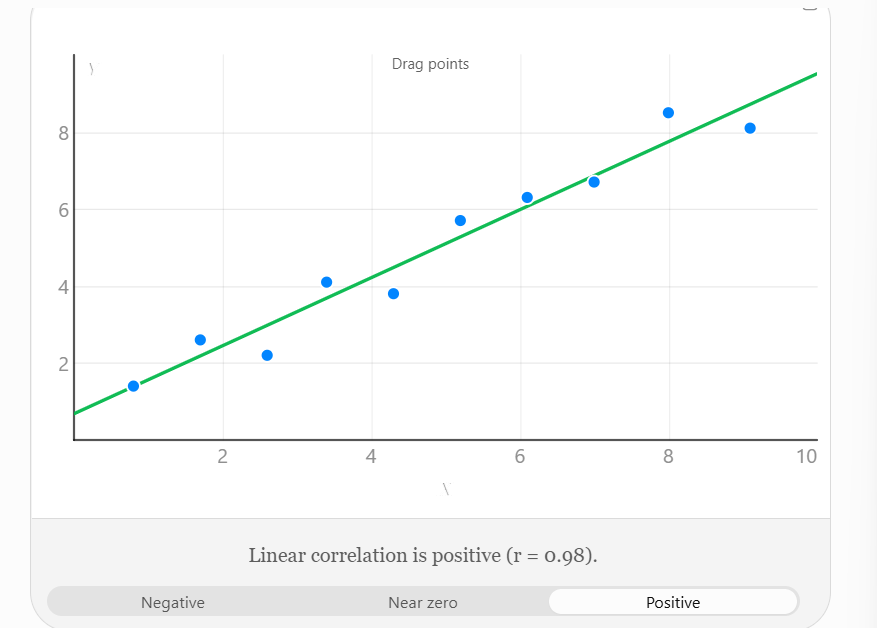 Drag points
8
6
4
2
2 4 6 8 10
Linear correlation is positive (r = 0.98).
Negative Near zero Positive